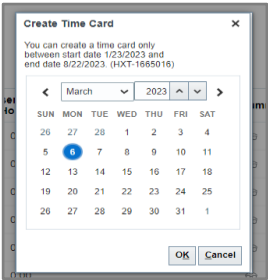 Create Time Card ×
You can create a time card only
between start date 1/23/2023 and
end date 8/22/2023. (HXT-1665016)
March 2023
SUN MON TUE WED THU FRI SAT
26 27 28 1 2 3 4
5 6 7 8 9 10 11
12 13 14 15 16 17 18
19 20 21 22 23 24 25
26 27 28 29 30 31 1
OK Cancel